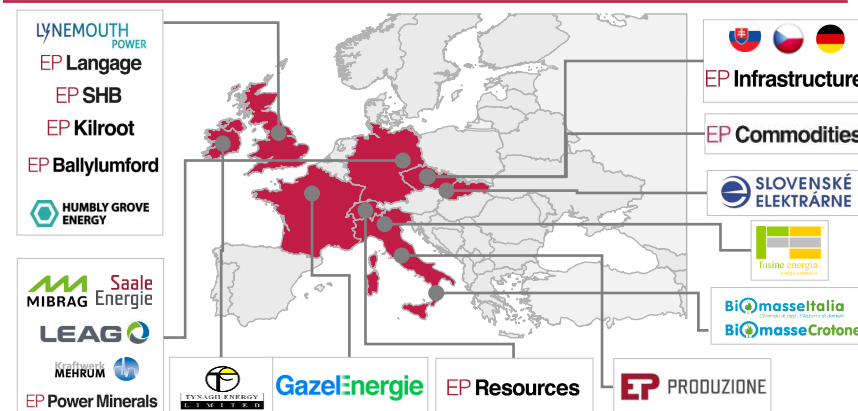 LYNEMOUTH
POWER
EP Langage
EP SHB
EP Kilroot
EP Ballylumford
HUMBLY GROVE
ENERGY
MIBRAG
Saale
Energie
LEAG
Kraftwerk
MEHRUM
EP Power Minerals
TYNAGH ENERGY
LIMITED
GazelEnergie
EP Resources
EP PRODUZIONE
EP Infrastructure
EP Commodities
SLOVENSKÉ
ELEKTRÁRNE
fusine energia
BiomasseItalia
BiomasseCrotone